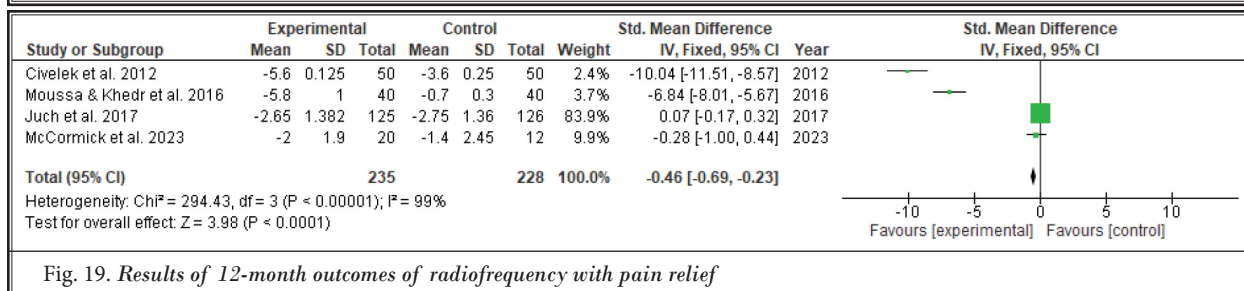 Experimental Control Std. Mean Difference Std. Mean Difference
Study or Subgroup Mean SD Total Mean SD Total Weight IV, Fixed, 95% CI Year IV, Fixed, 95% CI
Civelek et al. 2012 -5.6 0.125 50 -3.6 0.25 50 2.4% -10.04 [-11.51, -8.57] 2012
Moussa & Khedr et al. 2016 -5.8 1 40 -0.7 0.3 40 3.7% -6.84 [-8.01, -5.67] 2016
Juch et al. 2017 -2.65 1.382 125 -2.75 1.36 126 83.9% 0.07 [-0.17, 0.32] 2017
McCormick et al. 2023 -2 1.9 20 -1.4 2.45 12 9.9% -0.28 [-1.00, 0.44] 2023
Total (95% CI) 235 228 100.0% -0.46 [-0.69, -0.23]
Heterogeneity: Chi² = 294.43, df = 3 (P < 0.00001); I² = 99%
Test for overall effect: Z = 3.98 (P < 0.0001)
-10 -5 0 5 10
Favours [experimental] Favours [control]
Fig. 19. Results of 12-month outcomes of radiofrequency with pain relief